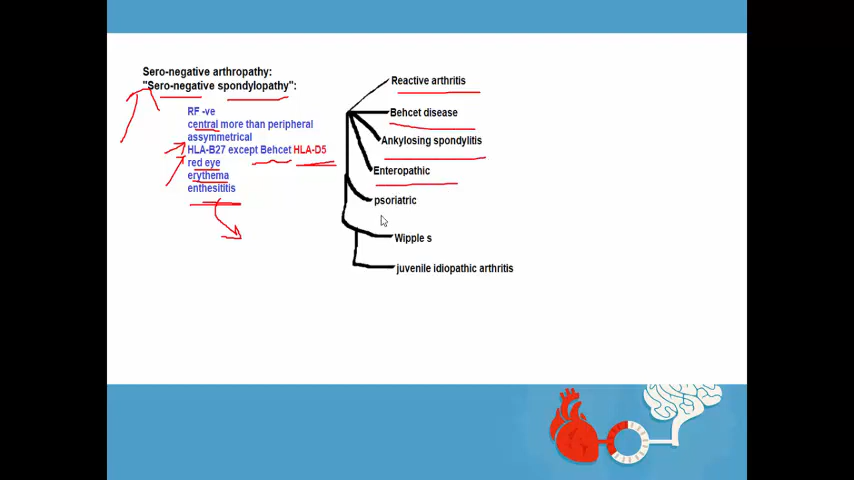 Sero-negative arthropathy:
"Sero-negative spondylopathy":
RF -ve
central more than peripheral
assymmetrical
HLA-B27 except Behcet HLA-D5
red eye
erythema
enthesititis
Reactive arthritis
Behcet disease
Ankylosing spondylitis
Enteropathic
psoriatric
Wipple s
juvenile idiopathic arthritis